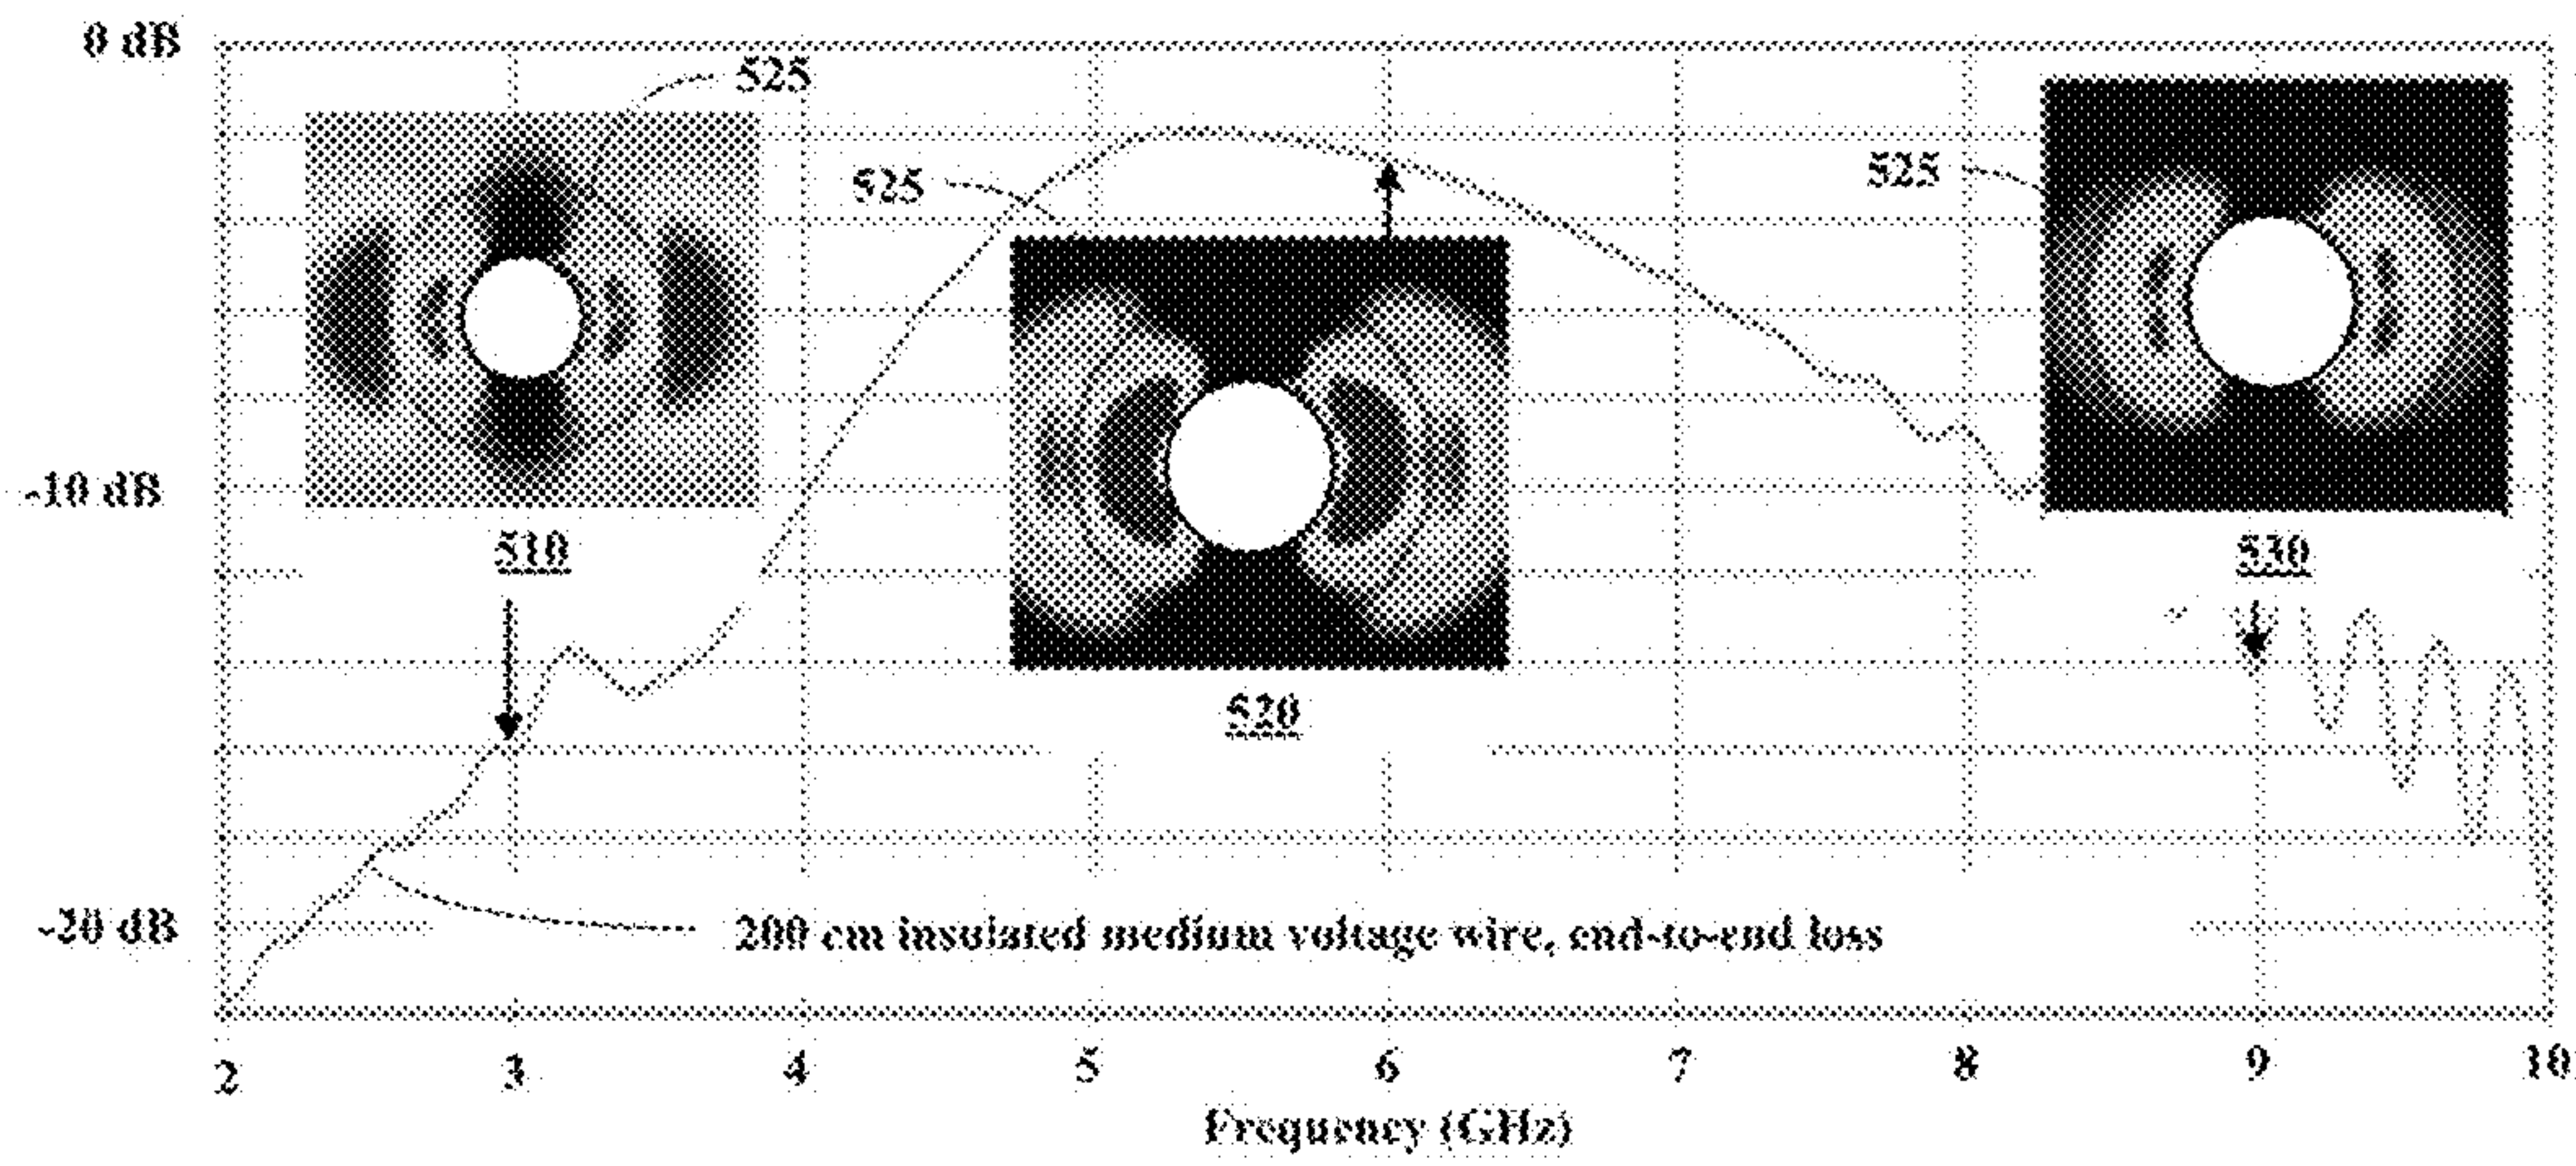 0 dB
525
525
525
-10 dB
510
530
520
-20 dB
200 cm insulated medium voltage wire, end-to-end loss
2 3 4 5 6 7 8 9 10
Frequency (GHz)